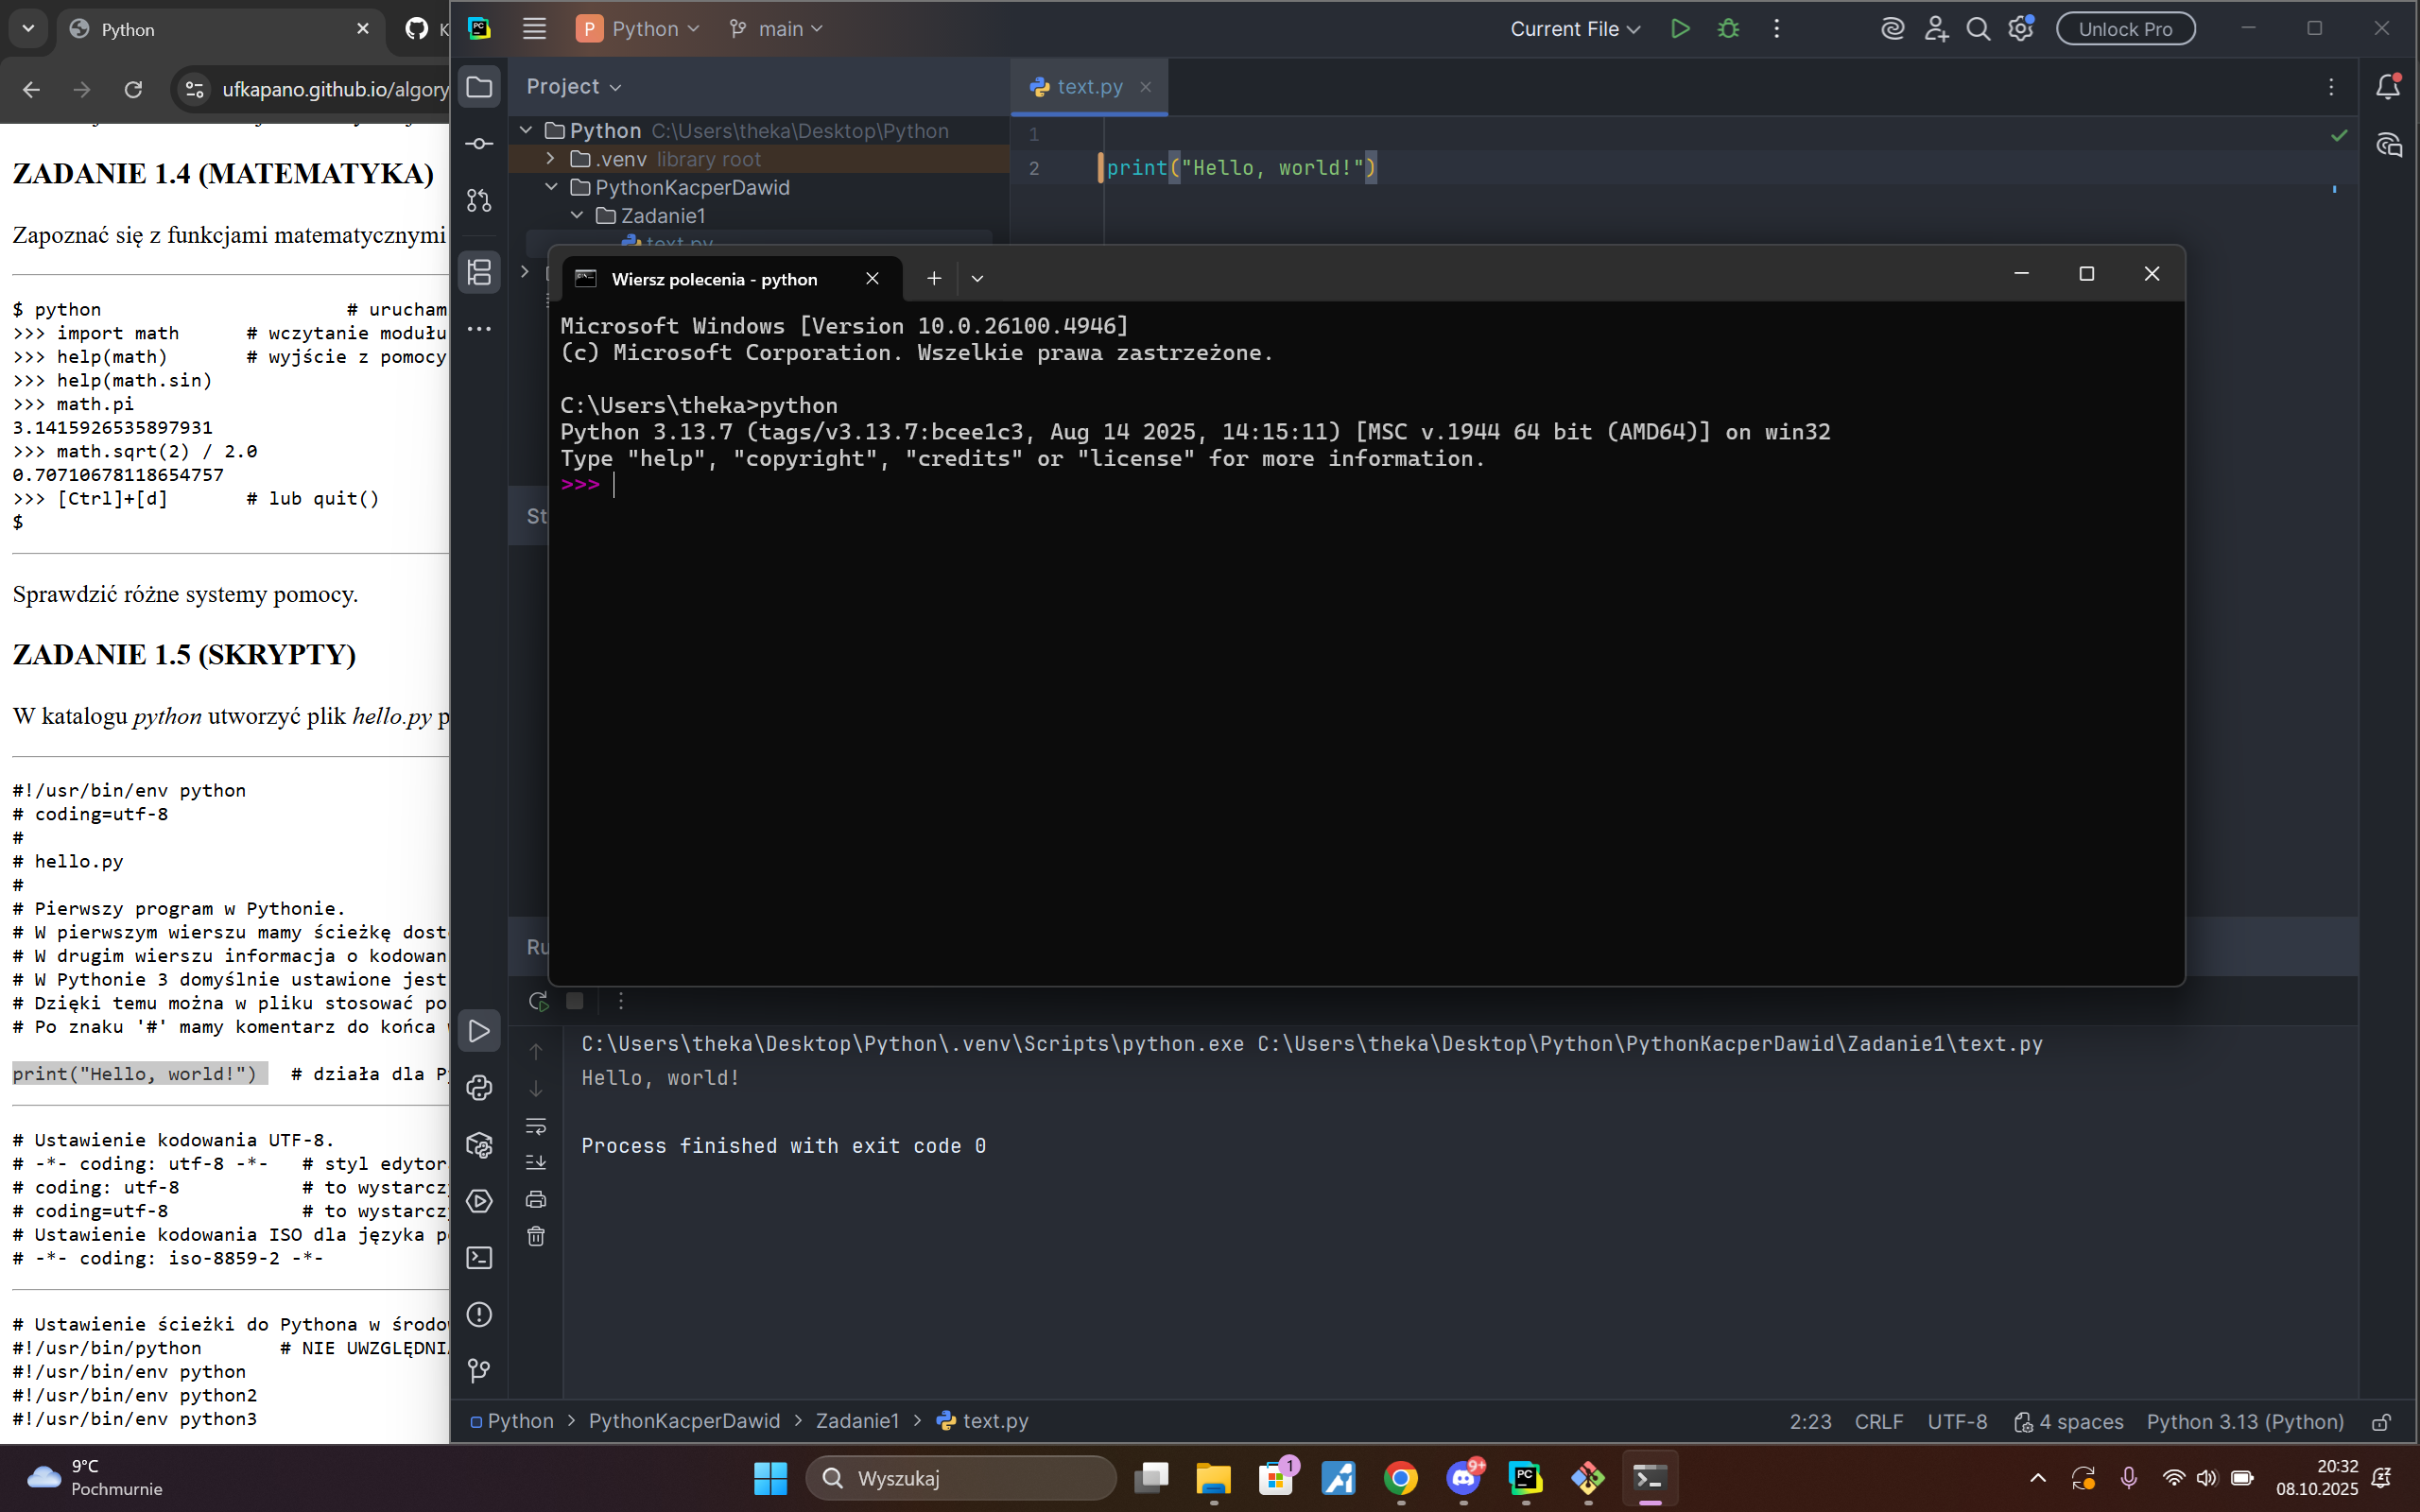 Python
K
ufkapano.github.io/algory
ZADANIE 1.4 (MATEMATYKA)
Zapoznać się z funkcjami matematycznymi
$ python # urucham
>>> import math # wczytanie modułu
>>> help(math) # wyjście z pomocy
>>> help(math.sin)
>>> math.pi
3.1415926535897931
>>> math.sqrt(2) / 2.0
0.70710678118654757
>>> [Ctrl]+[d] # lub quit()
$
Sprawdzić różne systemy pomocy.
ZADANIE 1.5 (SKRYPTY)
W katalogu python utworzyć plik hello.py p
#!/usr/bin/env python
# coding=utf-8
#
# hello.py
#
# Pierwszy program w Pythonie.
# W pierwszym wierszu mamy ścieżkę dost
# W drugim wierszu informacja o kodowan
# W Pythonie 3 domyślnie ustawione jest
# Dzięki temu można w pliku stosować po
# Po znaku '#' mamy komentarz do końca w
print("Hello, world!") # działa dla Py
# Ustawienie kodowania UTF-8.
# -*- coding: utf-8 -*- # styl edytor
# coding: utf-8 # to wystarczy
# coding=utf-8 # to wystarczy
# Ustawienie kodowania ISO dla języka po
# -*- coding: iso-8859-2 -*-
# Ustawienie ścieżki do Pythona w środow
#!/usr/bin/python # NIE UWZGLĘDNIA
#!/usr/bin/env python
#!/usr/bin/env python2
#!/usr/bin/env python3
PC
P Python main
Current File
Unlock Pro
Project
Python C:\Users\theka\Desktop\Python
.venv library root
PythonKacperDawid
Zadanie1
text.py
text.py
1
2 print("Hello, world!")
St
Ru
Wiersz polecenia - python
Microsoft Windows [Version 10.0.26100.4946]
(c) Microsoft Corporation. Wszelkie prawa zastrzeżone.
C:\Users\theka>python
Python 3.13.7 (tags/v3.13.7:bcee1c3, Aug 14 2025, 14:15:11) [MSC v.1944 64 bit (AMD64)] on win32
Type "help", "copyright", "credits" or "license" for more information.
>>>
C:\Users\theka\Desktop\Python\.venv\Scripts\python.exe C:\Users\theka\Desktop\Python\PythonKacperDawid\Zadanie1\text.py
Hello, world!
Process finished with exit code 0
Python > PythonKacperDawid > Zadanie1 > text.py
2:23 CRLF UTF-8 4 spaces Python 3.13 (Python)
9°C
Pochmurnie
Wyszukaj
1
9+
PC
20:32
08.10.2025